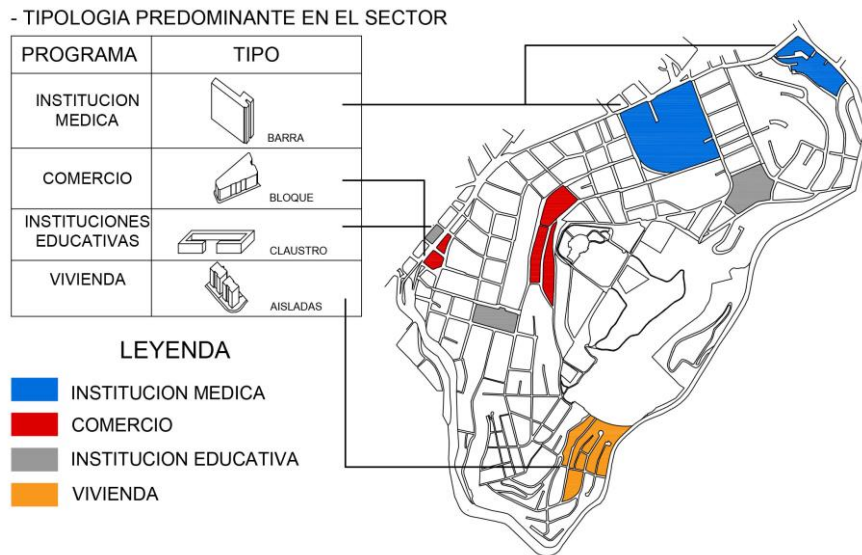 - TIPOLOGIA PREDOMINANTE EN EL SECTOR
PROGRAMA TIPO
INSTITUCION
MEDICA
BARRA
COMERCIO
BLOQUE
INSTITUCIONES
EDUCATIVAS
CLAUSTRO
VIVIENDA
AISLADAS
LEYENDA
INSTITUCION MEDICA
COMERCIO
INSTITUCION EDUCATIVA
VIVIENDA